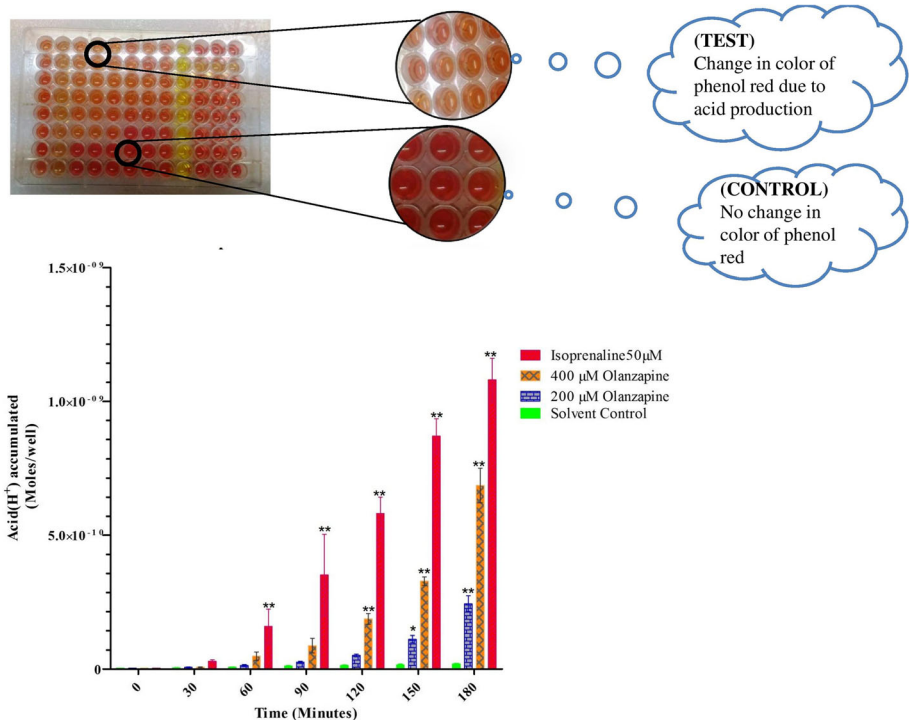 (TEST)
Change in color of
phenol red due to
acid production
(CONTROL)
No change in
color of phenol
red
Acid(H⁺) accumulated
(Moles/well)
1.5×10⁻⁰⁹
1.0×10⁻⁰⁹
5.0×10⁻¹⁰
0
**
**
**
**
**
*
**
**
**
**
**
Isoprenaline50μM
400 μM Olanzapine
200 μM Olanzapine
Solvent Control
0
30
60
90
120
150
180
Time (Minutes)